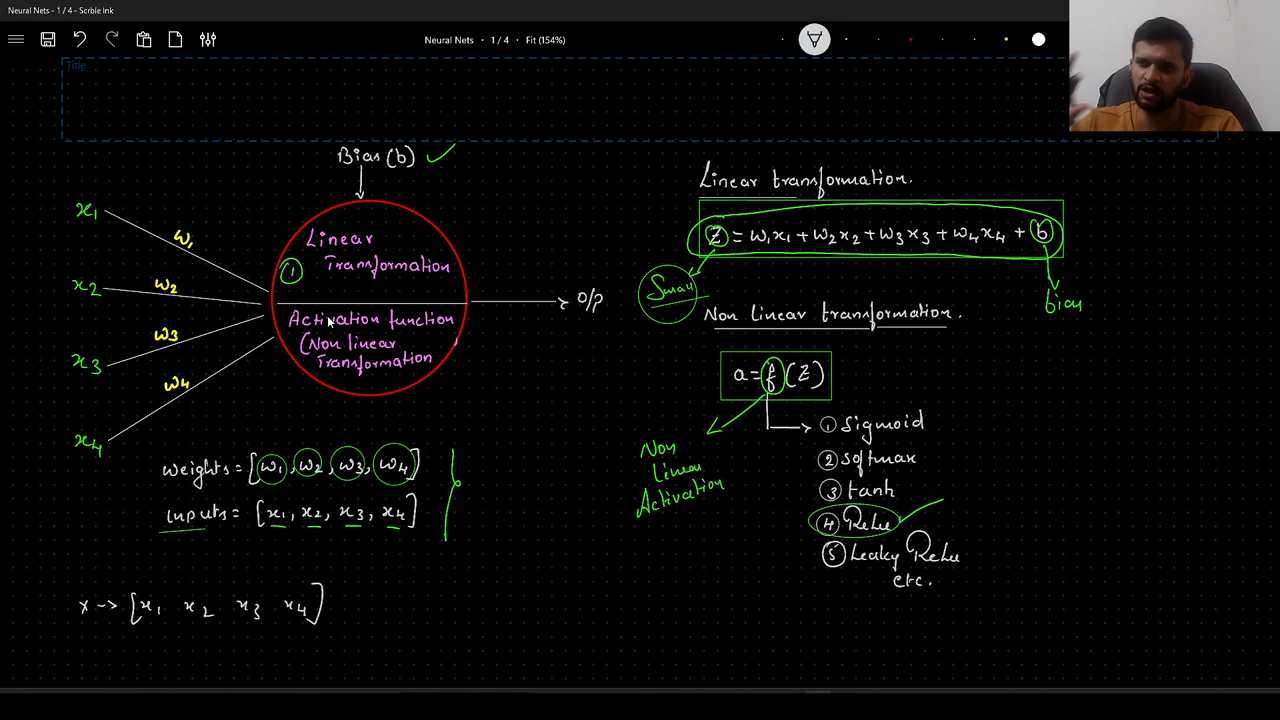 Neural Nets - 1 / 4 - Scrble Ink
Neural Nets • 1 / 4 • Fit (154%)
Title
Bias (b)
x1
x2
x3
x4
w1
w2
w3
w4
Linear
Transformation
1
Activation function
(Non linear
Transformation
O/P
weights = [w1, w2, w3, w4]
inputs = [x1, x2, x3, x4]
x -> [x1 x2 x3 x4]
Linear transformation.
Z = w1x1 + w2x2 + w3x3 + w4x4 + b
Small
bias
Non Linear transformation.
a = f(Z)
Non
Linear
Activation
1 Sigmoid
2 softmax
3 tanh
4 ReLu
5 Leaky ReLu
etc.